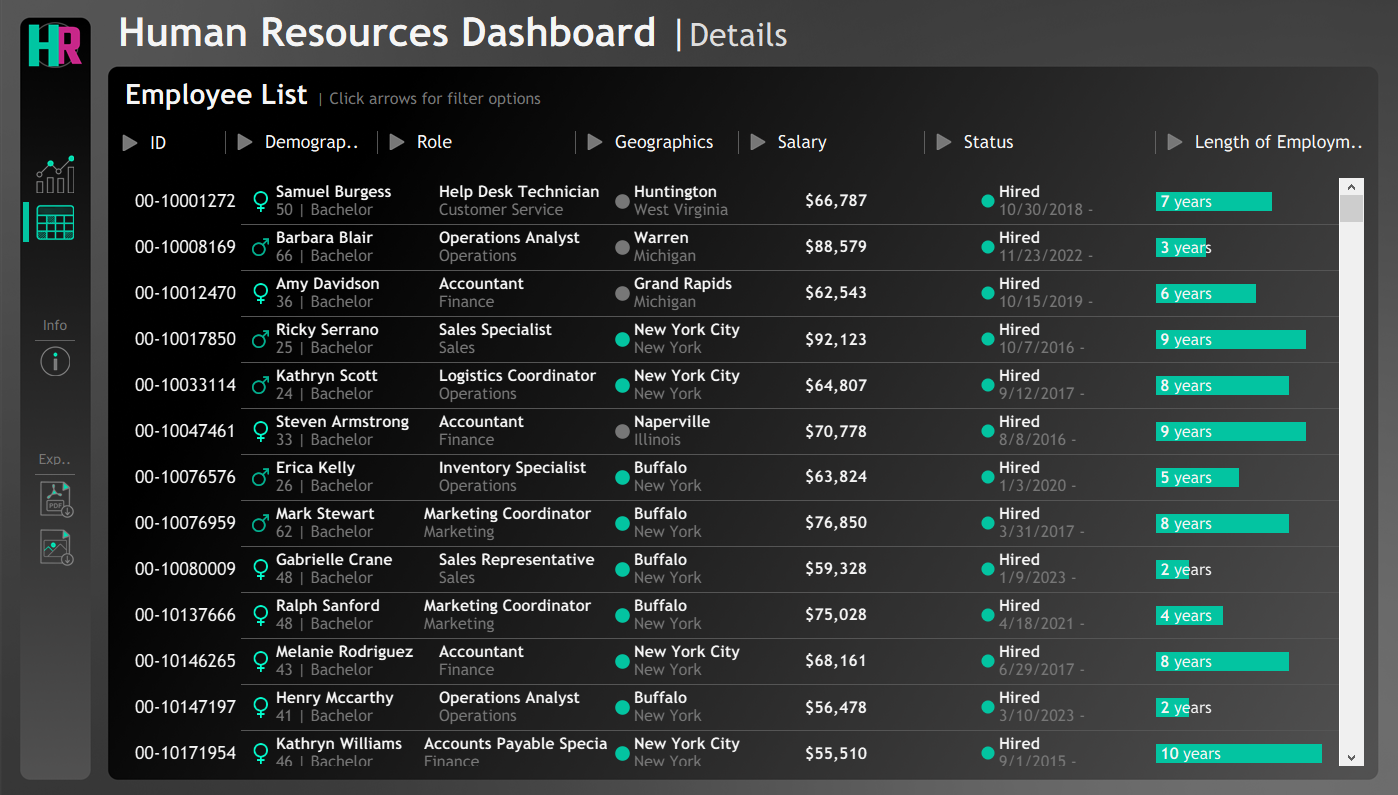 HR
Human Resources Dashboard | Details
Employee List | Click arrows for filter options
ID Demograp.. Role Geographics Salary Status Length of Employm..
00-10001272 Samuel Burgess Help Desk Technician Huntington $66,787 Hired 7 years
50 | Bachelor Customer Service West Virginia 10/30/2018 -
00-10008169 Barbara Blair Operations Analyst Warren $88,579 Hired 3 years
66 | Bachelor Operations Michigan 11/23/2022 -
00-10012470 Amy Davidson Accountant Grand Rapids $62,543 Hired 6 years
36 | Bachelor Finance Michigan 10/15/2019 -
00-10017850 Ricky Serrano Sales Specialist New York City $92,123 Hired 9 years
25 | Bachelor Sales New York 10/7/2016 -
00-10033114 Kathryn Scott Logistics Coordinator New York City $64,807 Hired 8 years
24 | Bachelor Operations New York 9/12/2017 -
00-10047461 Steven Armstrong Accountant Naperville $70,778 Hired 9 years
33 | Bachelor Finance Illinois 8/8/2016 -
00-10076576 Erica Kelly Inventory Specialist Buffalo $63,824 Hired 5 years
26 | Bachelor Operations New York 1/3/2020 -
00-10076959 Mark Stewart Marketing Coordinator Buffalo $76,850 Hired 8 years
62 | Bachelor Marketing New York 3/31/2017 -
00-10080009 Gabrielle Crane Sales Representative Buffalo $59,328 Hired 2 years
48 | Bachelor Sales New York 1/9/2023 -
00-10137666 Ralph Sanford Marketing Coordinator Buffalo $75,028 Hired 4 years
48 | Bachelor Marketing New York 4/18/2021 -
00-10146265 Melanie Rodriguez Accountant New York City $68,161 Hired 8 years
43 | Bachelor Finance New York 6/29/2017 -
00-10147197 Henry Mccarthy Operations Analyst Buffalo $56,478 Hired 2 years
41 | Bachelor Operations New York 3/10/2023 -
00-10171954 Kathryn Williams Accounts Payable Specia New York City $55,510 Hired 10 years
46 | Bachelor Finance New York 9/1/2015 -
Info
Exp..
PDF